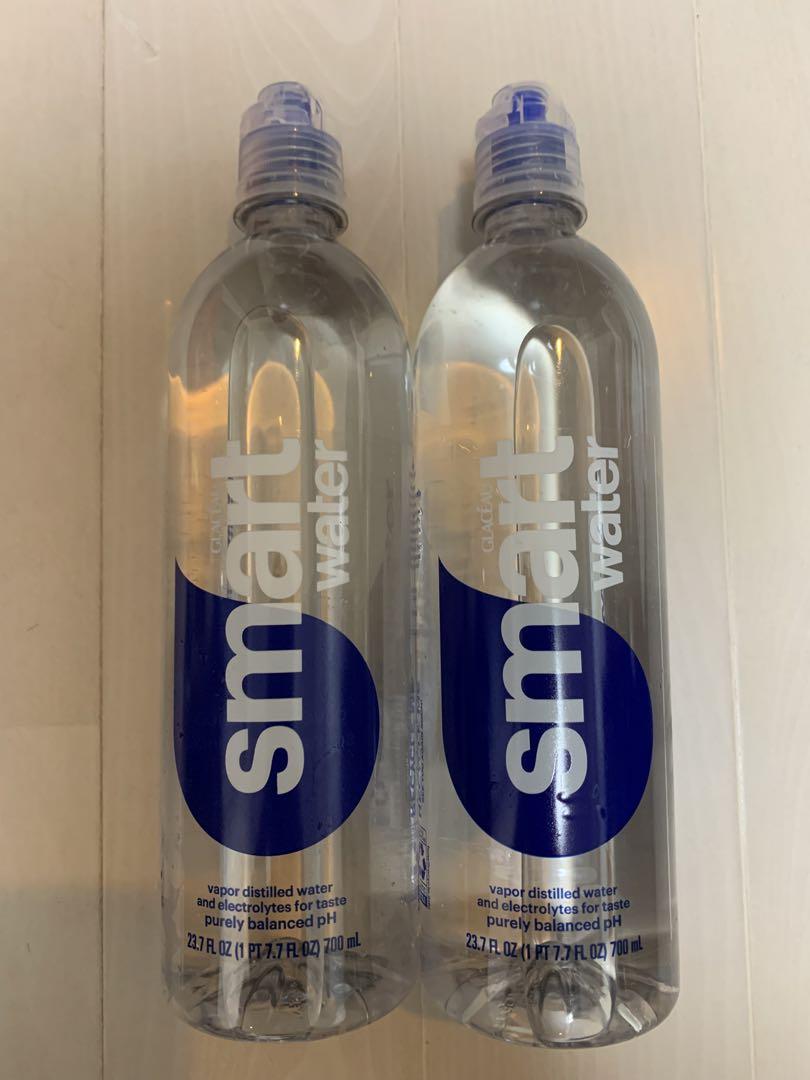 GLACÉAU
smart
water
vapor distilled water
and electrolytes for taste
purely balanced pH
23.7 FL OZ (1 PT 7.7 FL OZ) 700 mL
GLACÉAU
smart
water
vapor distilled water
and electrolytes for taste
purely balanced pH
23.7 FL OZ (1 PT 7.7 FL OZ) 700 mL